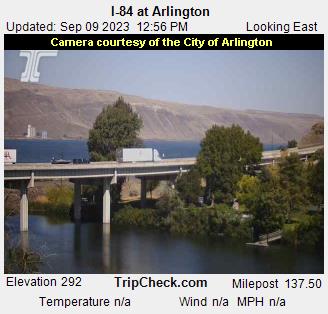 I-84 at Arlington
Updated: Sep 09 2023 12:56 PM Looking East
Camera courtesy of the City of Arlington
Elevation 292 TripCheck.com Milepost 137.50
Temperature n/a Wind n/a MPH n/a